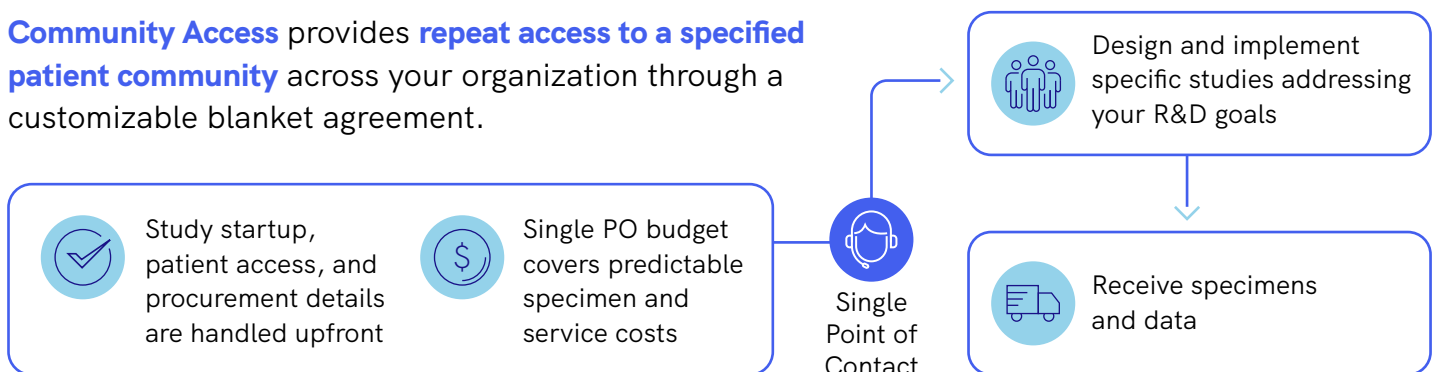 Community Access provides repeat access to a specified
patient community across your organization through a
customizable blanket agreement.
Study startup,
patient access, and
procurement details
are handled upfront
$
Single PO budget
covers predictable
specimen and
service costs
Single
Point of
Contact
Design and implement
specific studies addressing
your R&D goals
Receive specimens
and data